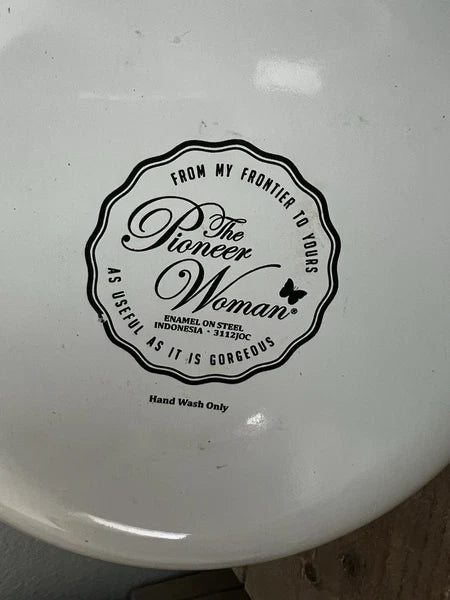 FROM MY FRONTIER TO YOURS
The
Pioneer
Woman®
ENAMEL ON STEEL
INDONESIA · 3112JOC
AS USEFUL AS IT IS GORGEOUS
Hand Wash Only